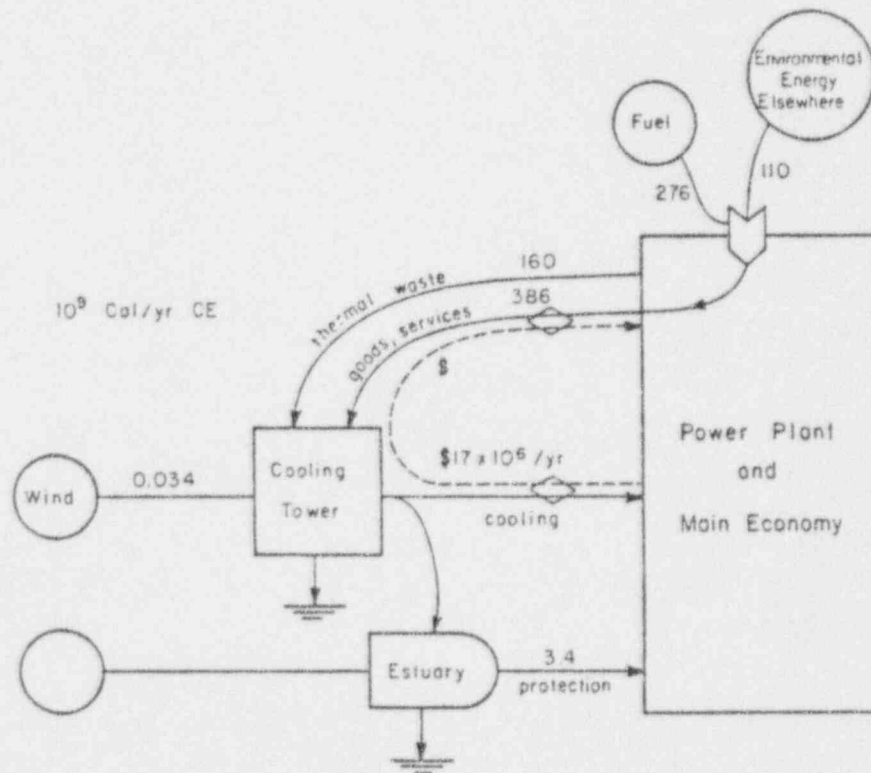 Environmental
Energy
Elsewhere
Fuel
110
276
160
thermal waste
386
10⁹ Cal/yr CE
goods, services
$
Power Plant
and
Main Economy
$17 x 10⁶ /yr
Cooling
Tower
Wind
0.034
cooling
Estuary
3.4
protection